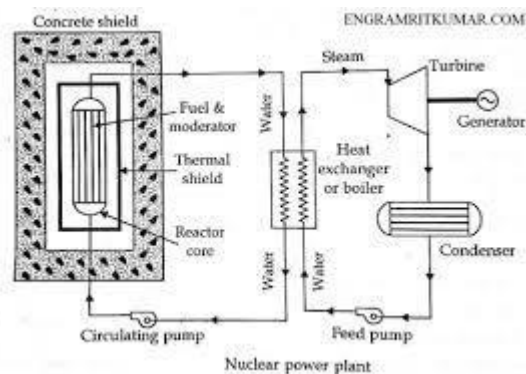 Concrete shield
ENGRAMRITKUMAR.COM
Steam
Turbine
Water
Fuel &
moderator
Generator
Heat
exchanger
or boiler
Thermal
shield
Reactor
core
Condenser
Water
Water
Circulating pump
Feed pump
Nuclear power plant